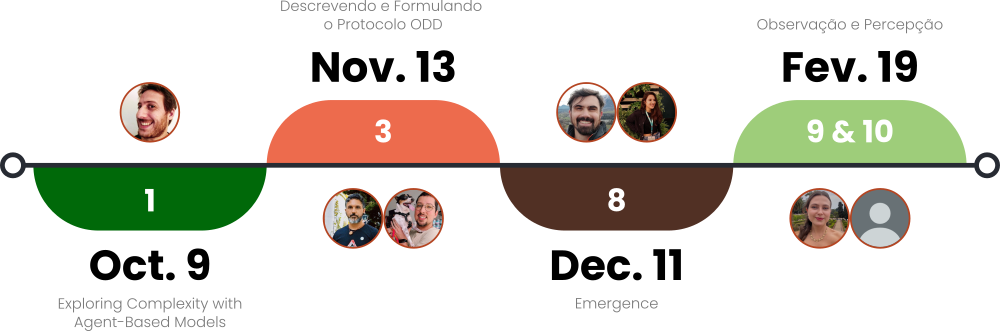 Descrevendo e Formulando
o Protocolo ODD
Nov. 13
3
Observação e Percepção
Fev. 19
9 & 10
1
Oct. 9
Exploring Complexity with
Agent-Based Models
8
Dec. 11
Emergence